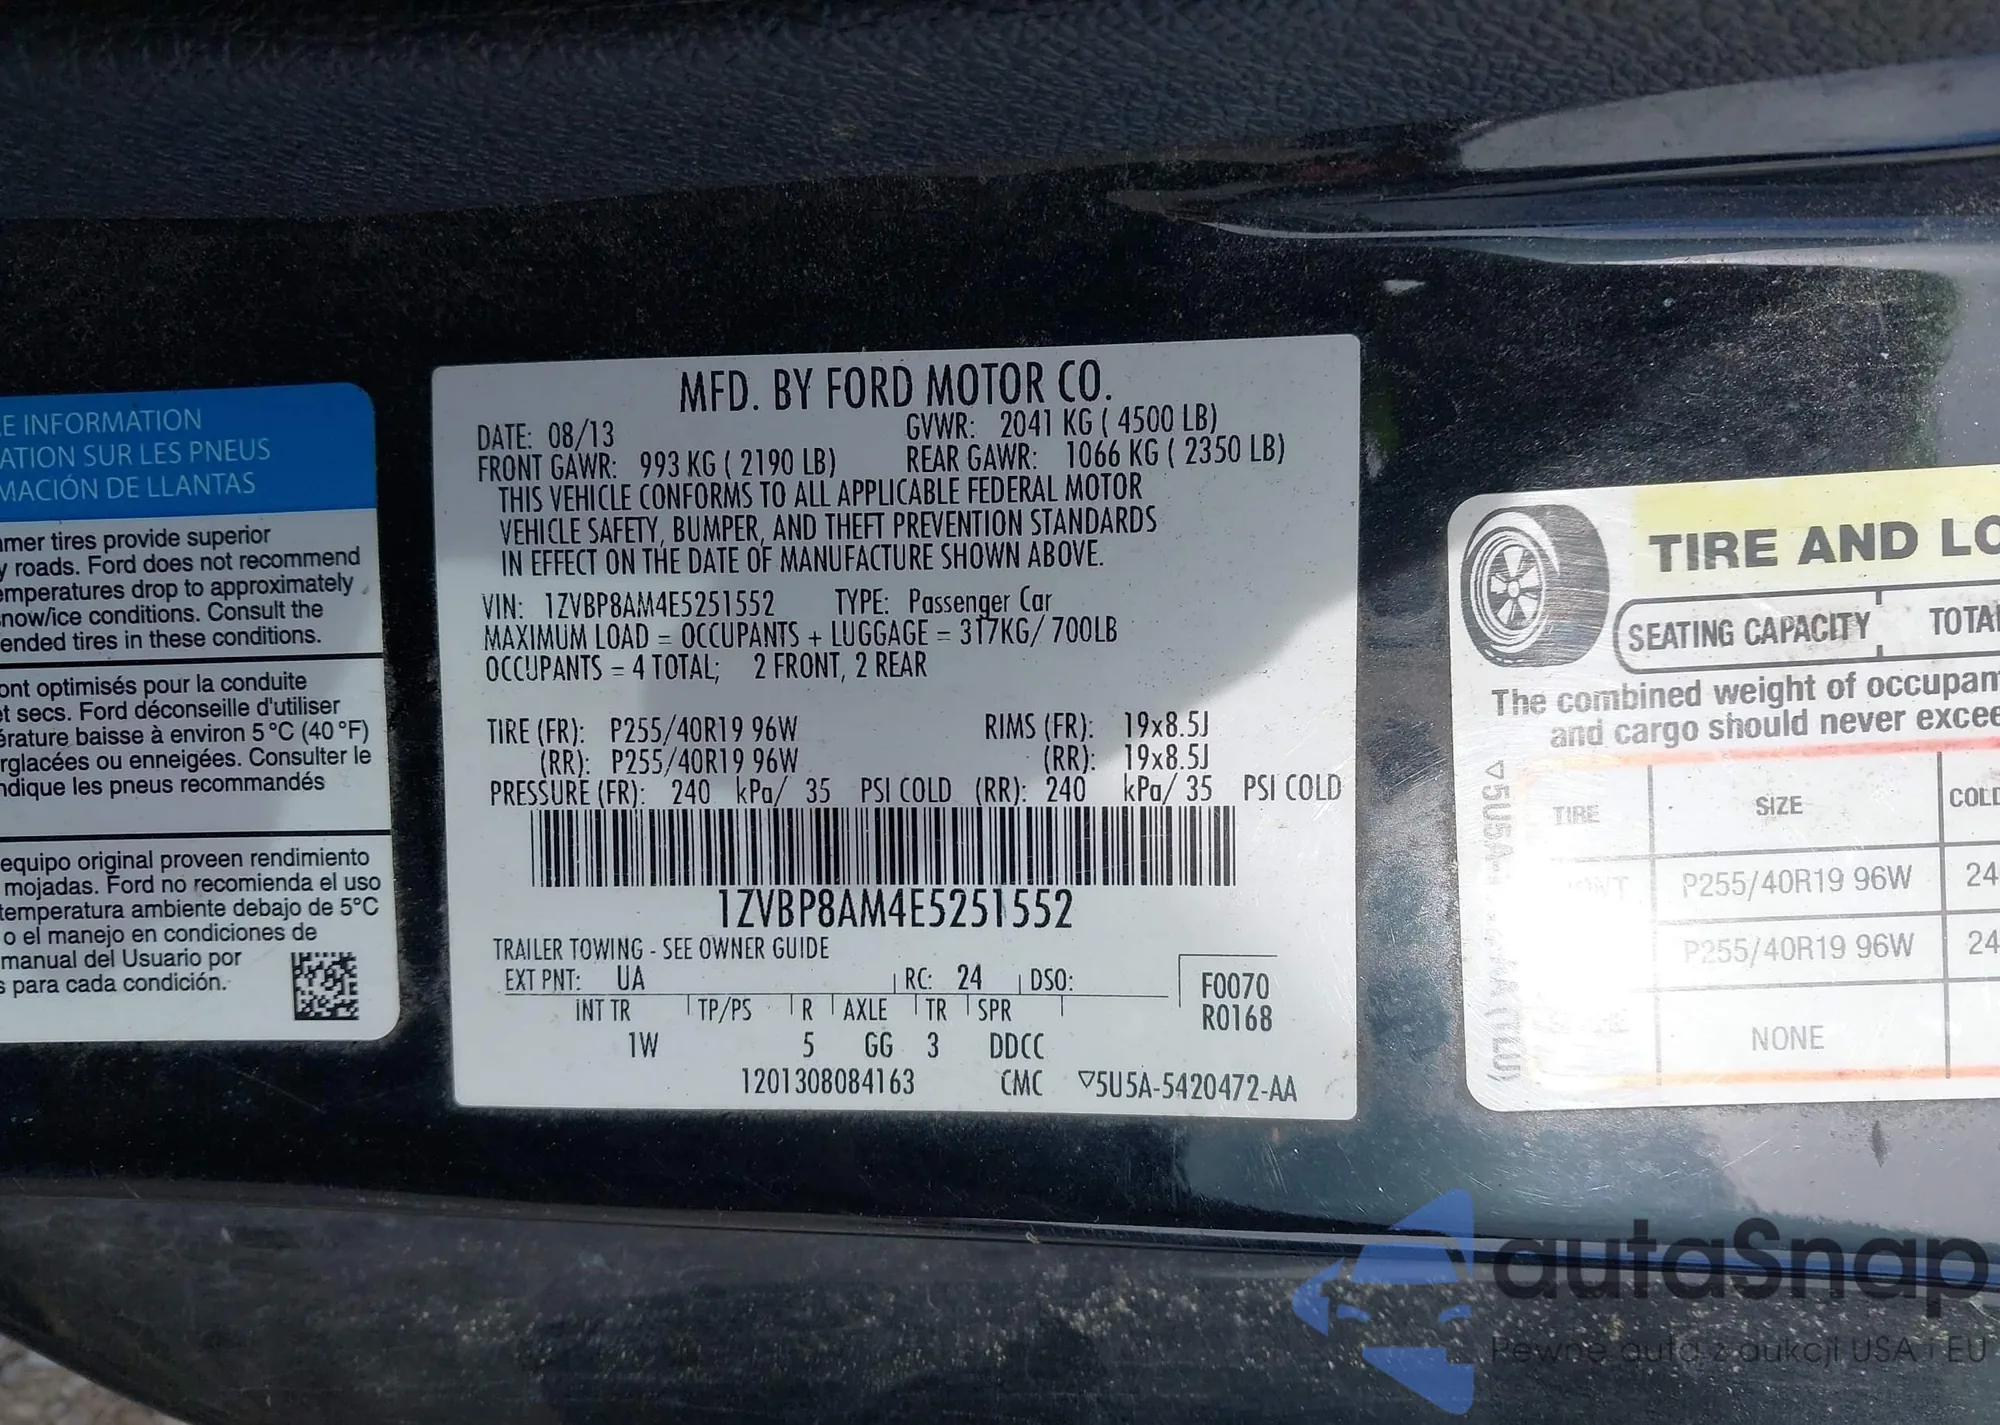 E INFORMATION
ATION SUR LES PNEUS
MACIÓN DE LLANTAS
mer tires provide superior
y roads. Ford does not recommend
emperatures drop to approximately
now/ice conditions. Consult the
ended tires in these conditions.
ont optimisés pour la conduite
et secs. Ford déconseille d'utiliser
érature baisse à environ 5 °C (40 °F)
rglacées ou enneigées. Consulter le
ndique les pneus recommandés
equipo original proveen rendimiento
mojadas. Ford no recomienda el uso
temperatura ambiente debajo de 5°C
o el manejo en condiciones de
manual del Usuario por
s para cada condición.
MFD. BY FORD MOTOR CO.
DATE: 08/13 GVWR: 2041 KG ( 4500 LB)
FRONT GAWR: 993 KG ( 2190 LB) REAR GAWR: 1066 KG ( 2350 LB)
THIS VEHICLE CONFORMS TO ALL APPLICABLE FEDERAL MOTOR
VEHICLE SAFETY, BUMPER, AND THEFT PREVENTION STANDARDS
IN EFFECT ON THE DATE OF MANUFACTURE SHOWN ABOVE.
VIN: 1ZVBP8AM4E5251552 TYPE: Passenger Car
MAXIMUM LOAD = OCCUPANTS + LUGGAGE = 317KG/ 700LB
OCCUPANTS = 4 TOTAL; 2 FRONT, 2 REAR
TIRE (FR): P255/40R19 96W RIMS (FR): 19x8.5J
(RR): P255/40R19 96W (RR): 19x8.5J
PRESSURE (FR): 240 kPa/ 35 PSI COLD (RR): 240 kPa/ 35 PSI COLD
1ZVBP8AM4E5251552
TRAILER TOWING - SEE OWNER GUIDE
EXT PNT: UA RC: 24 DSO:
INT TR TP/PS R AXLE TR SPR
1W 5 GG 3 DDCC
F0070
R0168
1201308084163 CMC ▽5U5A-5420472-AA
TIRE AND LO
SEATING CAPACITY TOTA
The combined weight of occupan
and cargo should never excee
TIRE SIZE COLD
P255/40R19 96W 24
P255/40R19 96W 24
NONE
autaSnap
Pewne auta z aukcji USA i EU